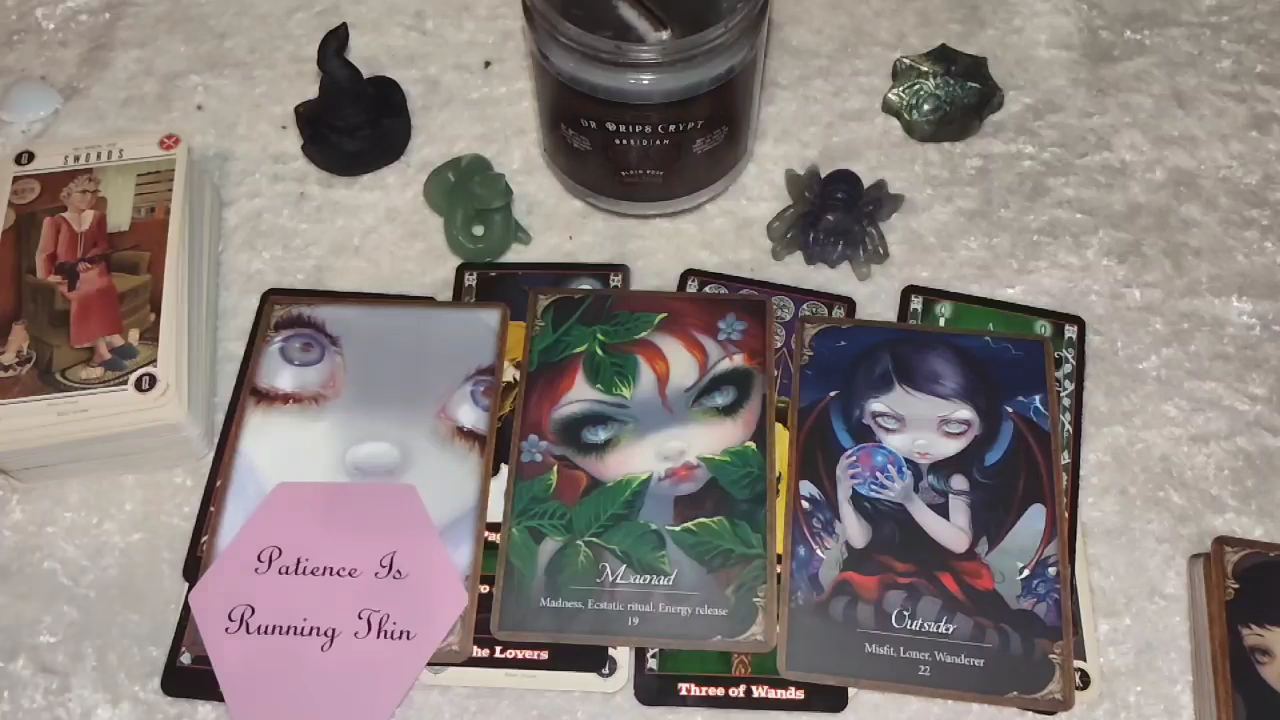 SWORDS
DR DRIPS CRYPT
OBSIDIAN
Patience Is
Running Thin
Maenad
Madness, Ecstatic ritual, Energy release
19
Outsider
Misfit, Loner, Wanderer
22
he Lovers
Three of Wands